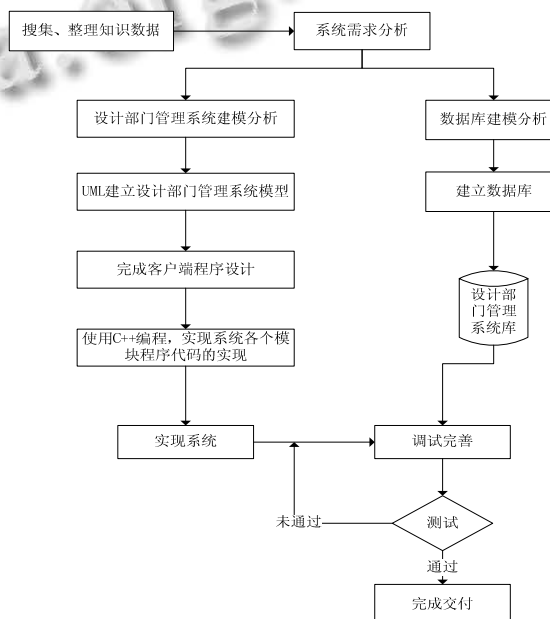 搜集、整理知识数据
系统需求分析
设计部门管理系统建模分析
数据库建模分析
UML建立设计部门管理系统模型
建立数据库
完成客户端程序设计
设计部
门管理
系统库
使用C++编程，实现系统各个模
块程序代码的实现
实现系统
调试完善
未通过
测试
通过
完成交付